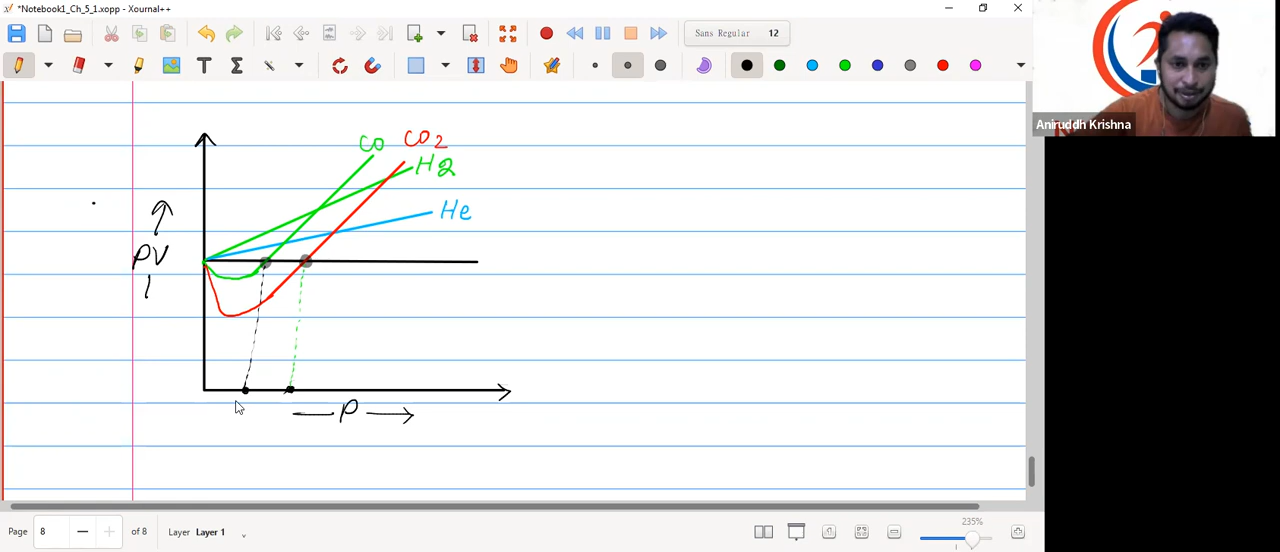 *Notebook1_Ch_5_1.xopp - Xournal++
Sans Regular 12
Aniruddh Krishna
CO
CO2
H2
He
PV
P
Page 8 of 8 Layer Layer 1
235%